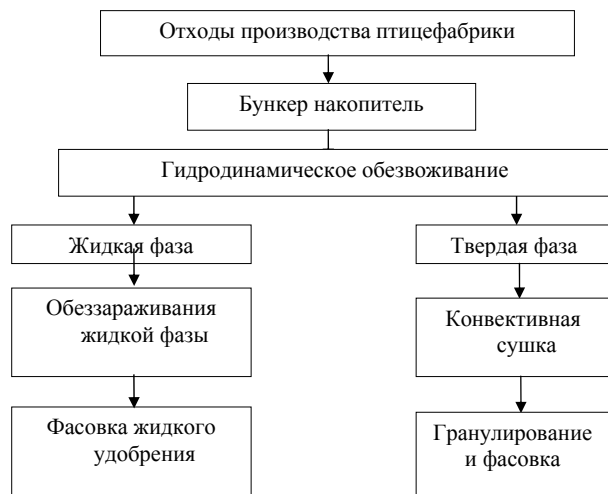 Отходы производства птицефабрики
Бункер накопитель
Гидродинамическое обезвоживание
Жидкая фаза
Твердая фаза
Обеззараживания
жидкой фазы
Конвективная
сушка
Фасовка жидкого
удобрения
Гранулирование
и фасовка